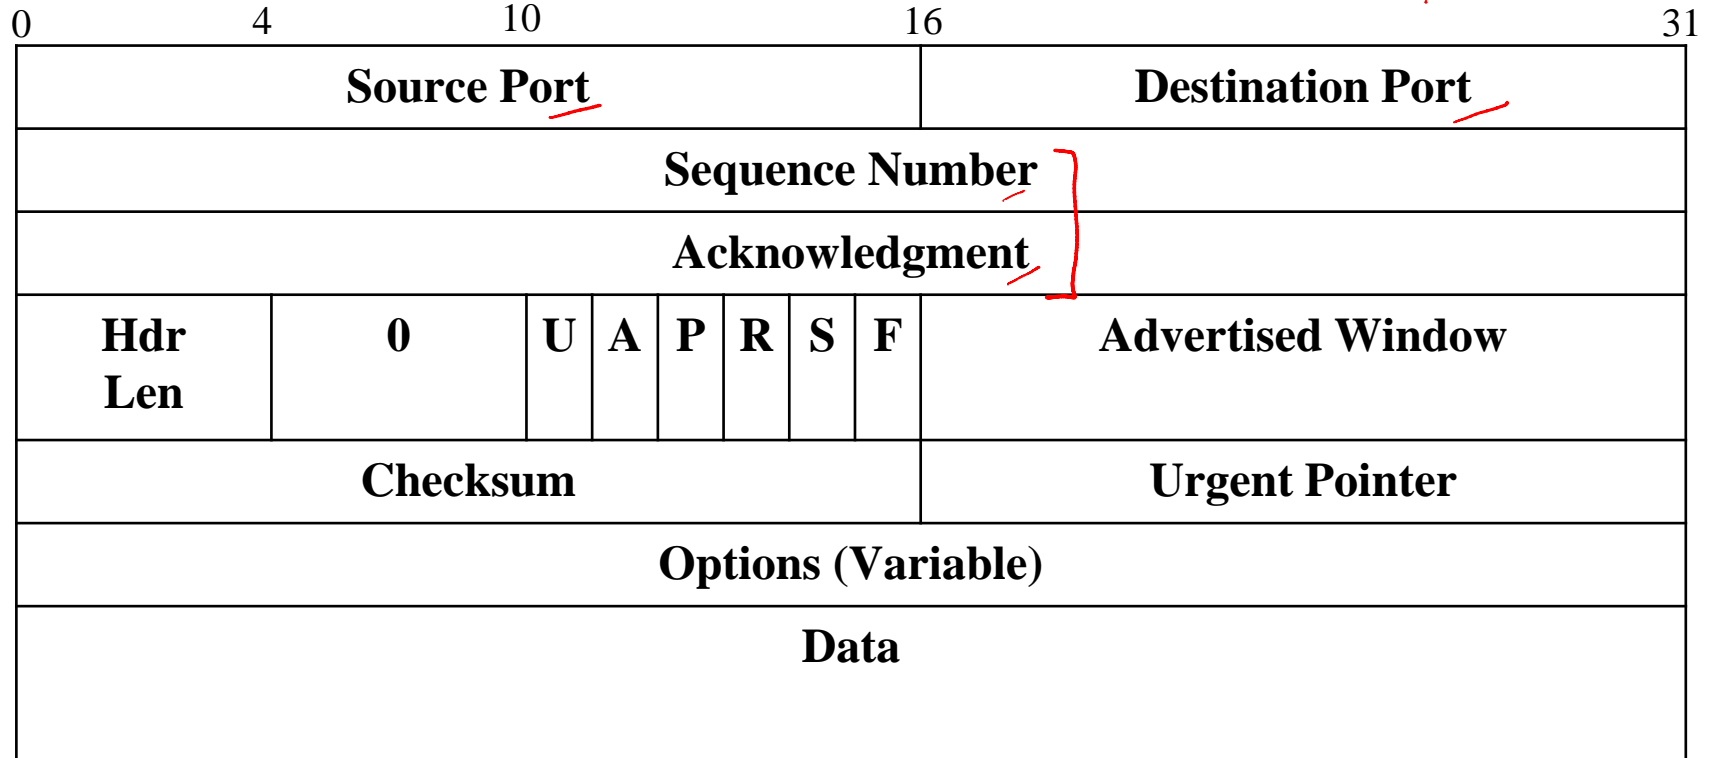 0 4 10 16 31
Source Port Destination Port
Sequence Number
Acknowledgment
Hdr Len 0 U A P R S F Advertised Window
Checksum Urgent Pointer
Options (Variable)
Data